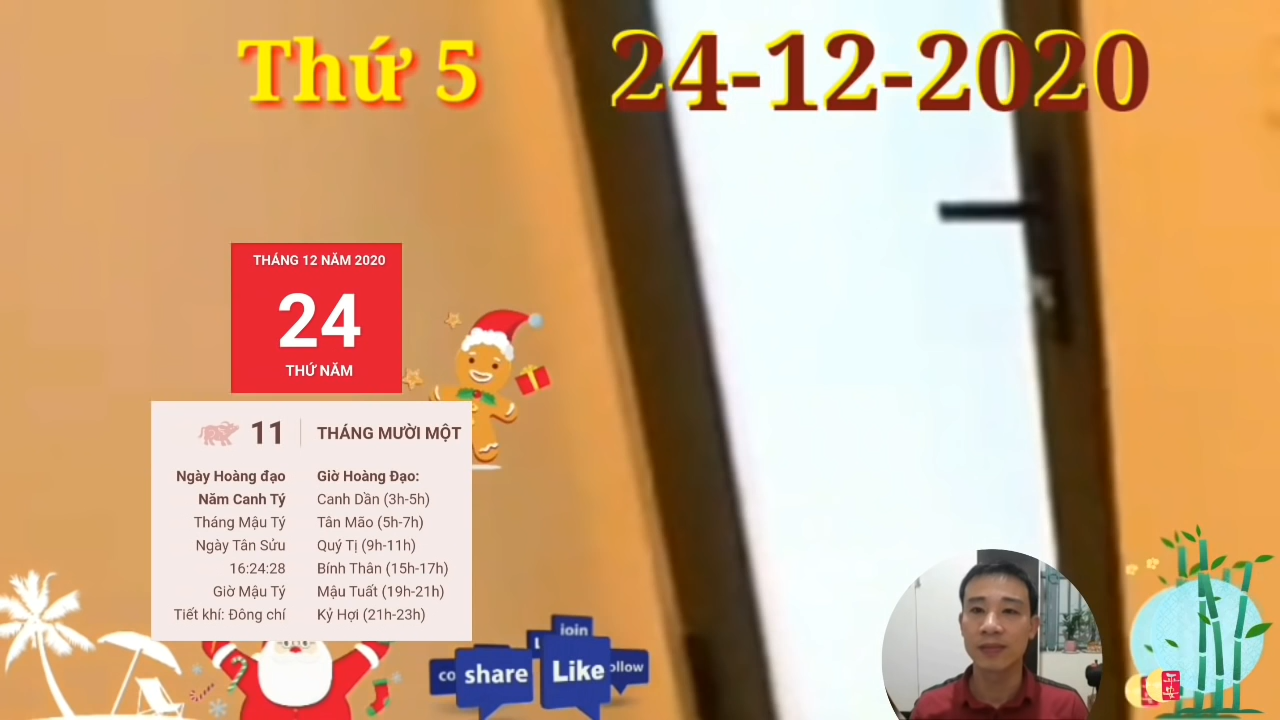 Thứ 5 24-12-2020
THÁNG 12 NĂM 2020
24
THỨ NĂM
11 THÁNG MƯỜI MỘT
Ngày Hoàng đạo
Năm Canh Tý
Tháng Mậu Tý
Ngày Tân Sửu
16:24:28
Giờ Mậu Tý
Tiết khí: Đông chí
Giờ Hoàng Đạo:
Canh Dần (3h-5h)
Tân Mão (5h-7h)
Quý Tị (9h-11h)
Bính Thân (15h-17h)
Mậu Tuất (19h-21h)
Kỷ Hợi (21h-23h)
join
share
Like
ollow
平安